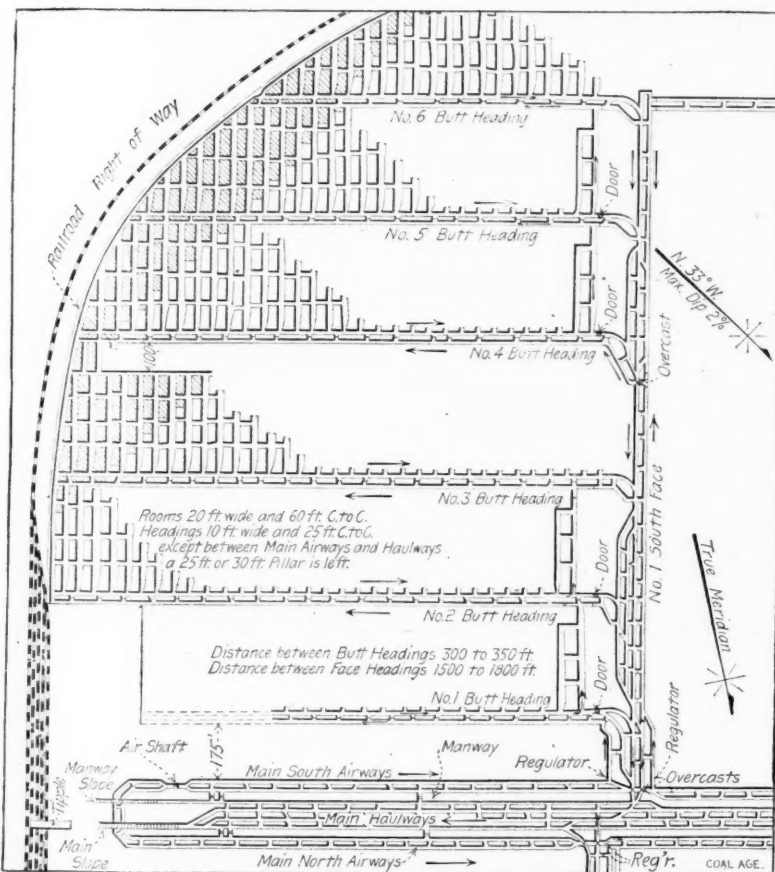 Railroad Right of Way
No. 6 Butt Heading
Door
No. 5 Butt Heading
N. 33° W.
Max. Dip 2%
Door
No. 4 Butt Heading
Overcast
100'
No. 3 Butt Heading
Rooms 20 ft. wide and 60 ft. C. to C.
Headings 10 ft. wide and 25 ft. C. to C.
except between Main Airways and Haulways
a 25 ft. or 30 ft. Pillar is left.
Door
No. 1 South Face
True Meridian
No. 2 Butt Heading
Distance between Butt Headings 300 to 350 ft.
Distance between Face Headings 1500 to 1800 ft.
No. 1 Butt Heading
Door
Regulator
Air Shaft
175'
Manway
Regulator
Manway
Slope
Main South Airways
Overcasts
Tipple
Main Haulways
Main
Slope
Main North Airways
Reg'r.
COAL AGE.